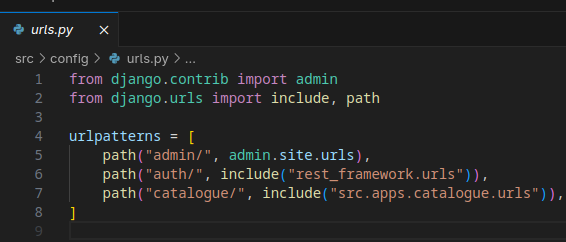 urls.py ×
src > config > urls.py > ...
1 from django.contrib import admin
2 from django.urls import include, path
3
4 urlpatterns = [
5     path("admin/", admin.site.urls),
6     path("auth/", include("rest_framework.urls")),
7     path("catalogue/", include("src.apps.catalogue.urls")),
8 ]
9